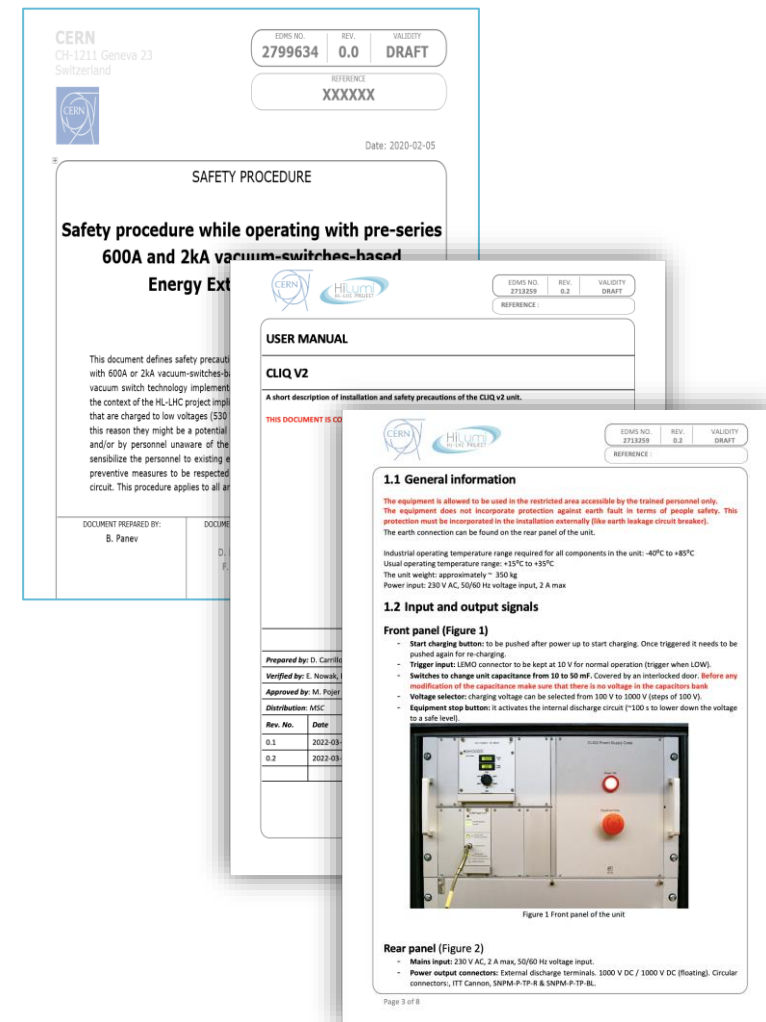 CERN
CH-1211 Geneva 23
Switzerland
EDMS NO. REV. VALIDITY
2799634 0.0 DRAFT
REFERENCE
XXXXXX
CERN
Date: 2020-02-05
SAFETY PROCEDURE
Safety procedure while operating with pre-series
600A and 2kA vacuum-switches-based
Energy Ext
This document defines safety precauti
with 600A or 2kA vacuum-switches-b
vacuum switch technology implement
the context of the HL-LHC project impli
that are charged to low voltages (530
this reason they might be a potential
and/or by personnel unaware of the
sensibilize the personnel to existing e
preventive measures to be respected
circuit. This procedure applies to all ar
DOCUMENT PREPARED BY: DOCUME
B. Panev
D.
F.
CERN
HiLumi
HL-LHC PROJECT
EDMS NO. REV. VALIDITY
2713259 0.2 DRAFT
REFERENCE :
USER MANUAL
CLIQ V2
A short description of installation and safety precautions of the CLIQ v2 unit.
THIS DOCUMENT IS CO
Prepared by: D. Carrillo
Verified by: E. Nowak,
Approved by: M. Pojer
Distribution: MSC
Rev. No. Date
0.1 2022-03-
0.2 2022-03-
CERN
HiLumi
HL-LHC PROJECT
EDMS NO. REV. VALIDITY
2713259 0.2 DRAFT
REFERENCE :
1.1 General information
The equipment is allowed to be used in the restricted area accessible by the trained personnel only.
The equipment does not incorporate protection against earth fault in terms of people safety. This
protection must be incorporated in the installation externally (like earth leakage circuit breaker).
The earth connection can be found on the rear panel of the unit.
Industrial operating temperature range required for all components in the unit: -40ºC to +85ºC
Usual operating temperature range: +15ºC to +35ºC
The unit weight: approximately ~ 350 kg
Power input: 230 V AC, 50/60 Hz voltage input, 2 A max
1.2 Input and output signals
Front panel (Figure 1)
- Start charging button: to be pushed after power up to start charging. Once triggered it needs to be
pushed again for re-charging.
- Trigger input: LEMO connector to be kept at 10 V for normal operation (trigger when LOW).
- Switches to change unit capacitance from 10 to 50 mF. Covered by an interlocked door. Before any
modification of the capacitance make sure that there is no voltage in the capacitors bank
- Voltage selector: charging voltage can be selected from 100 V to 1000 V (steps of 100 V).
- Equipment stop button: it activates the internal discharge circuit (~100 s to lower down the voltage
to a safe level).
Figure 1 Front panel of the unit
Rear panel (Figure 2)
- Mains input: 230 V AC, 2 A max, 50/60 Hz voltage input.
- Power output connectors: External discharge terminals. 1000 V DC / 1000 V DC (floating). Circular
connectors:, ITT Cannon, SNPM-P-TP-R & SNPM-P-TP-BL.
Page 3 of 8